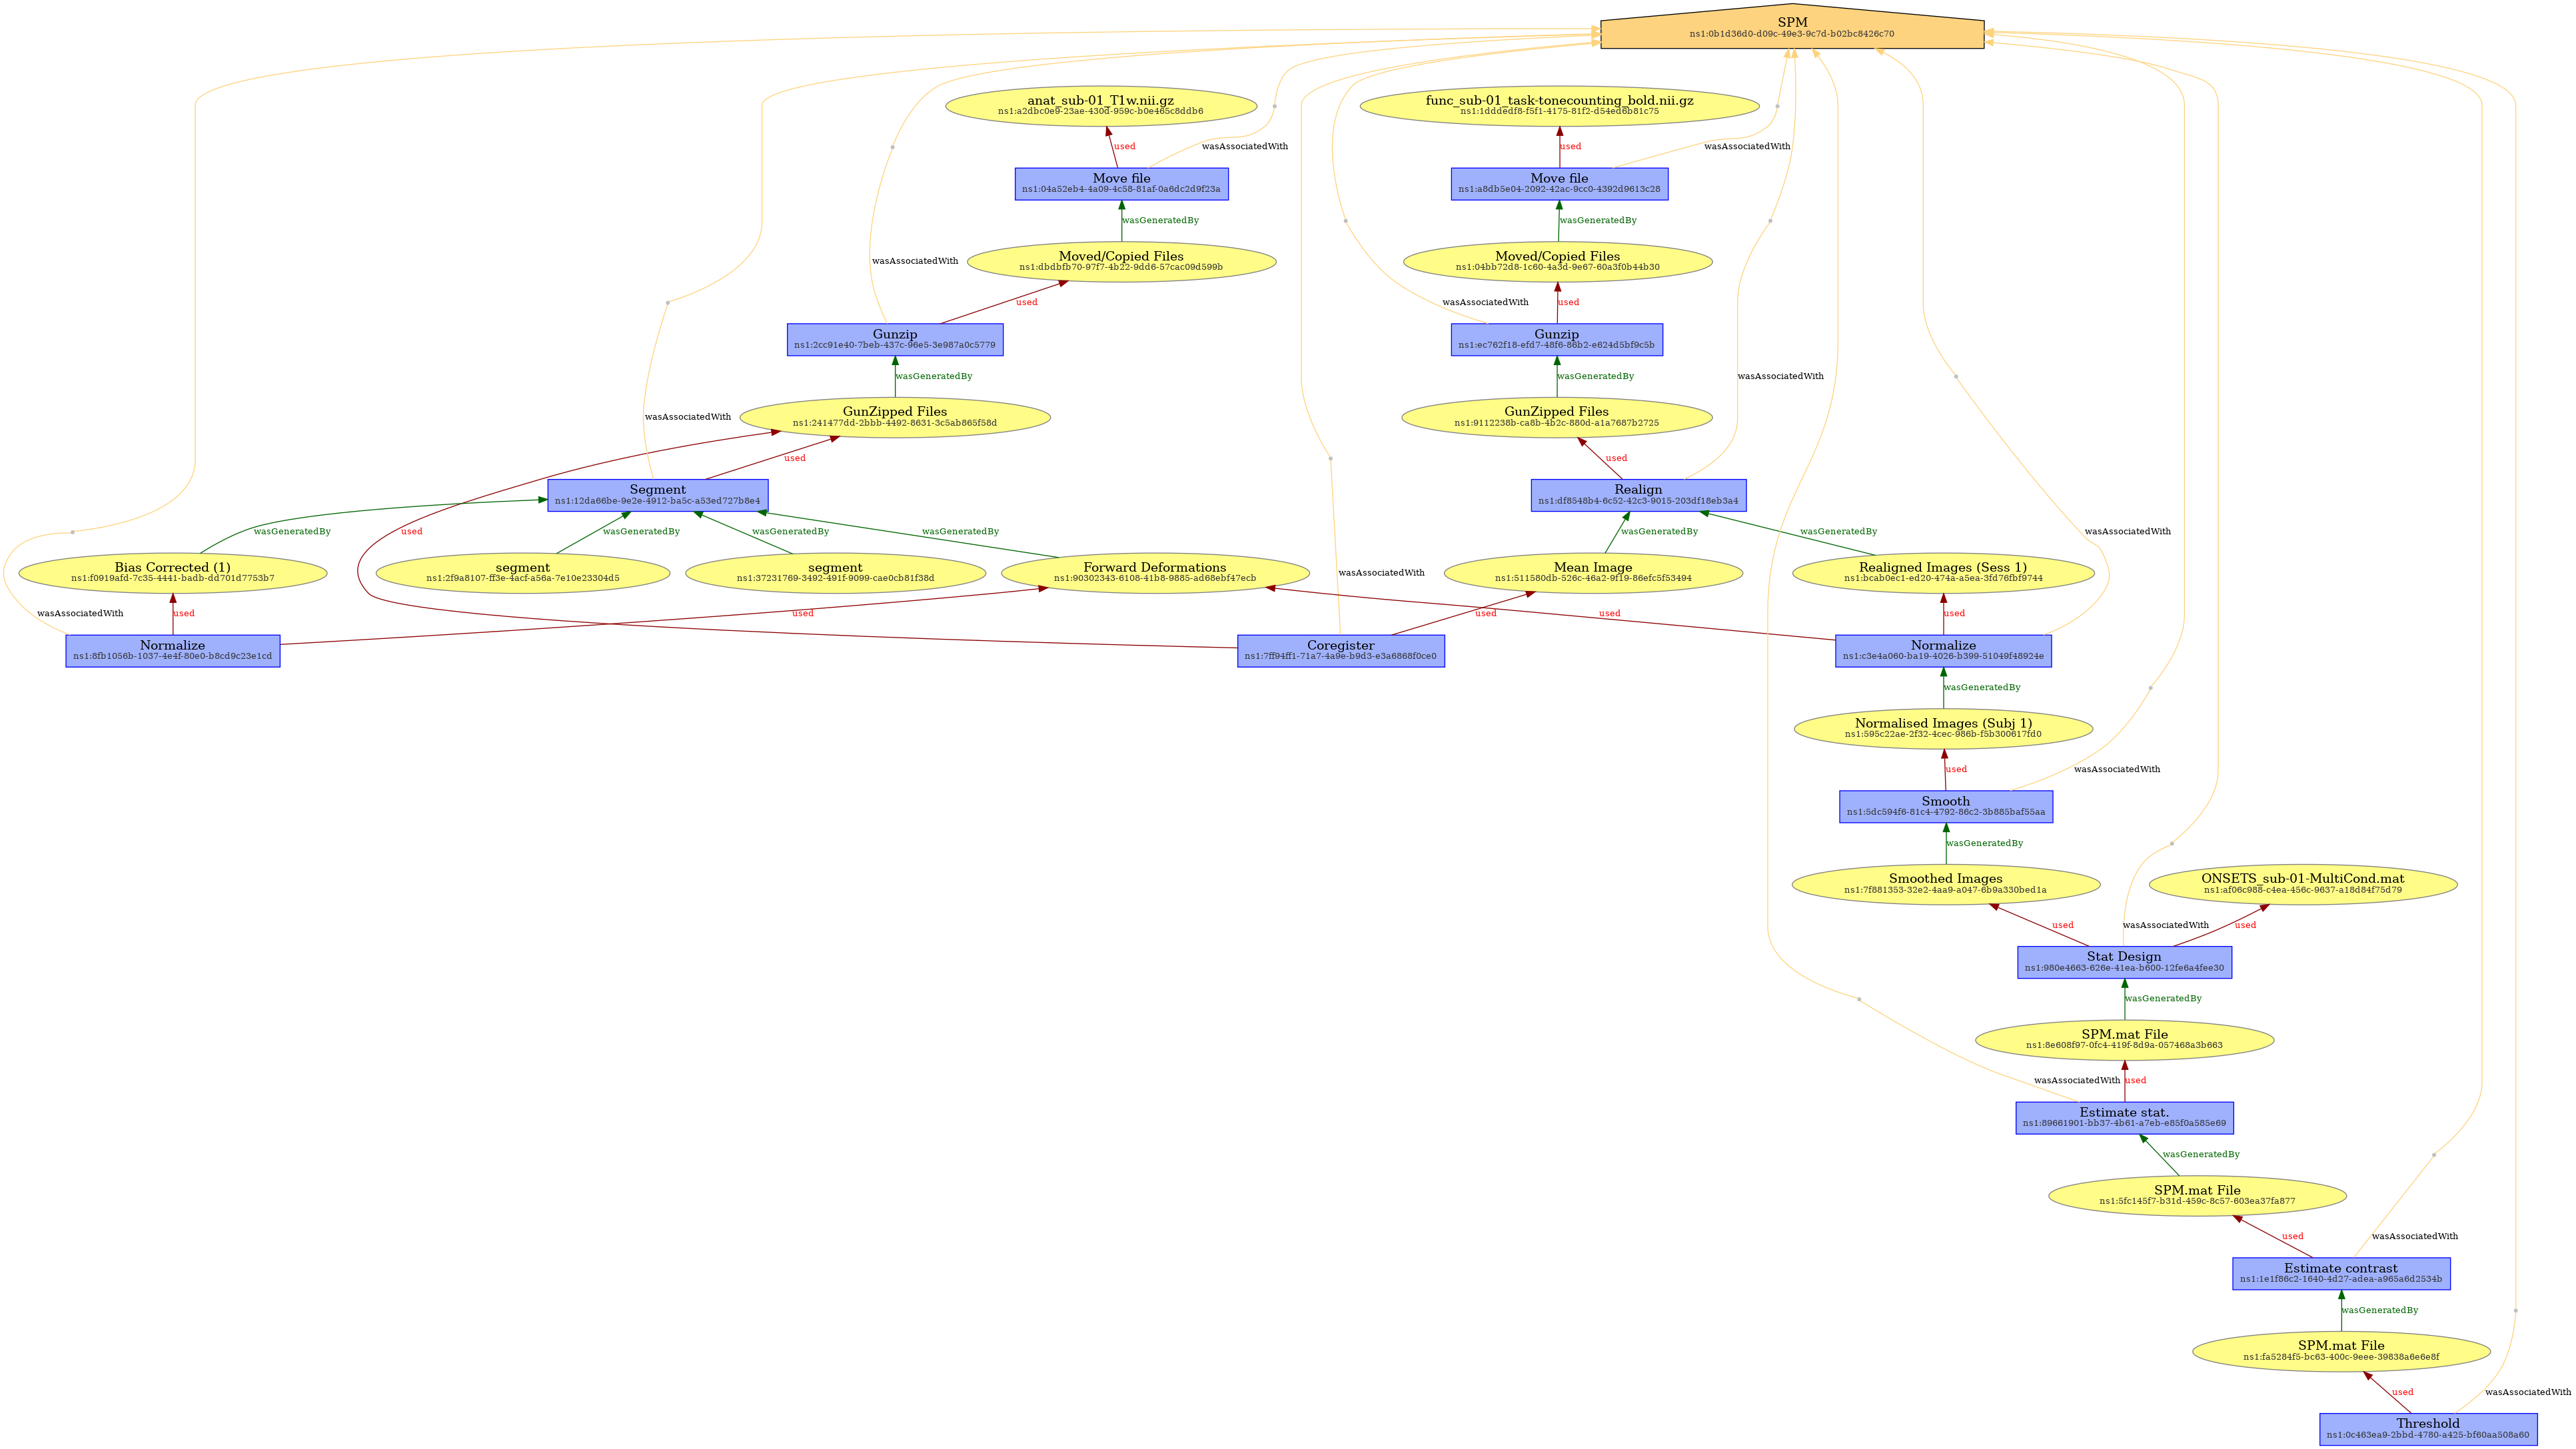 SPM
ns1:0b1d36d0-d09c-49e3-9c7d-b02bc8426c70
anat_sub-01_T1w.nii.gz
ns1:a2dbc0e9-23ae-430d-959c-b0e465c8ddb6
func_sub-01_task-tonecounting_bold.nii.gz
ns1:1dddedf8-f5f1-4175-81f2-d54ed6b81c75
used
wasAssociatedWith
used
wasAssociatedWith
Move file
ns1:04a52eb4-4a09-4c58-81af-0a6dc2d9f23a
Move file
ns1:a8db5e04-2092-42ac-9cc0-4392d9613c28
wasGeneratedBy
wasGeneratedBy
wasAssociatedWith
Moved/Copied Files
ns1:dbdbfb70-97f7-4b22-9dd6-57cac09d599b
Moved/Copied Files
ns1:04bb72d8-1c60-4a3d-9e67-60a3f0b44b30
used
wasAssociatedWith
used
Gunzip
ns1:2cc91e40-7beb-437c-96e5-3e987a0c5779
Gunzip
ns1:ec762f18-efd7-48f6-86b2-e624d5bf9c5b
wasGeneratedBy
wasGeneratedBy
wasAssociatedWith
wasAssociatedWith
GunZipped Files
ns1:241477dd-2bbb-4492-8631-3c5ab865f58d
GunZipped Files
ns1:9112238b-ca8b-4b2c-880d-a1a7687b2725
used
used
Segment
ns1:12da66be-9e2e-4912-ba5c-a53ed727b8e4
Realign
ns1:df8548b4-6c52-42c3-9015-203df18eb3a4
wasGeneratedBy
used
wasGeneratedBy
wasGeneratedBy
wasGeneratedBy
wasGeneratedBy
wasGeneratedBy
wasAssociatedWith
Bias Corrected (1)
ns1:f0919afd-7c35-4441-badb-dd701d7753b7
segment
ns1:2f9a8107-ff3e-4acf-a56a-7e10e23304d5
segment
ns1:37231769-3492-491f-9099-cae0cb81f38d
Forward Deformations
ns1:90302343-6108-41b8-9885-ad68ebf47ecb
wasAssociatedWith
Mean Image
ns1:511580db-526c-46a2-9f19-86efc5f53494
Realigned Images (Sess 1)
ns1:bcab0ec1-ed20-474a-a5ea-3fd76fbf9744
wasAssociatedWith
used
used
used
used
used
Normalize
ns1:8fb1056b-1037-4e4f-80e0-b8cd9c23e1cd
Coregister
ns1:7ff94ff1-71a7-4a9e-b9d3-e3a6868f0ce0
Normalize
ns1:c3e4a060-ba19-4026-b399-51049f48924e
wasGeneratedBy
Normalised Images (Subj 1)
ns1:595c22ae-2f32-4cec-986b-f5b300617fd0
used
wasAssociatedWith
Smooth
ns1:5dc594f6-81c4-4792-86c2-3b885baf55aa
wasGeneratedBy
Smoothed Images
ns1:7f881353-32e2-4aa9-a047-6b9a330bed1a
ONSETS_sub-01-MultiCond.mat
ns1:af06c988-c4ea-456c-9637-a18d84f75d79
used
wasAssociatedWith
used
Stat Design
ns1:980e4663-626e-41ea-b600-12fe6a4fee30
wasGeneratedBy
SPM.mat File
ns1:8e608f97-0fc4-419f-8d9a-057468a3b663
wasAssociatedWith
used
Estimate stat.
ns1:89661901-bb37-4b61-a7eb-e85f0a585e69
wasGeneratedBy
SPM.mat File
ns1:5fc145f7-b31d-459c-8c57-603ea37fa877
used
wasAssociatedWith
Estimate contrast
ns1:1e1f86c2-1640-4d27-adea-a965a6d2534b
wasGeneratedBy
SPM.mat File
ns1:fa5284f5-bc63-400c-9eee-39838a6e6e8f
used
wasAssociatedWith
Threshold
ns1:0c463ea9-2bbd-4780-a425-bf60aa508a60